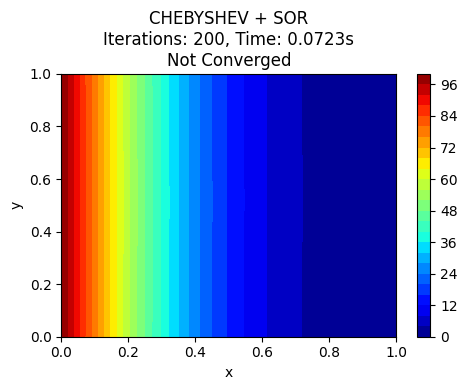 CHEBYSHEV + SOR
Iterations: 200, Time: 0.0723s
Not Converged
1.0
0.8
0.6
0.4
0.2
0.0
y
0.0 0.2 0.4 0.6 0.8 1.0
x
96
84
72
60
48
36
24
12
0